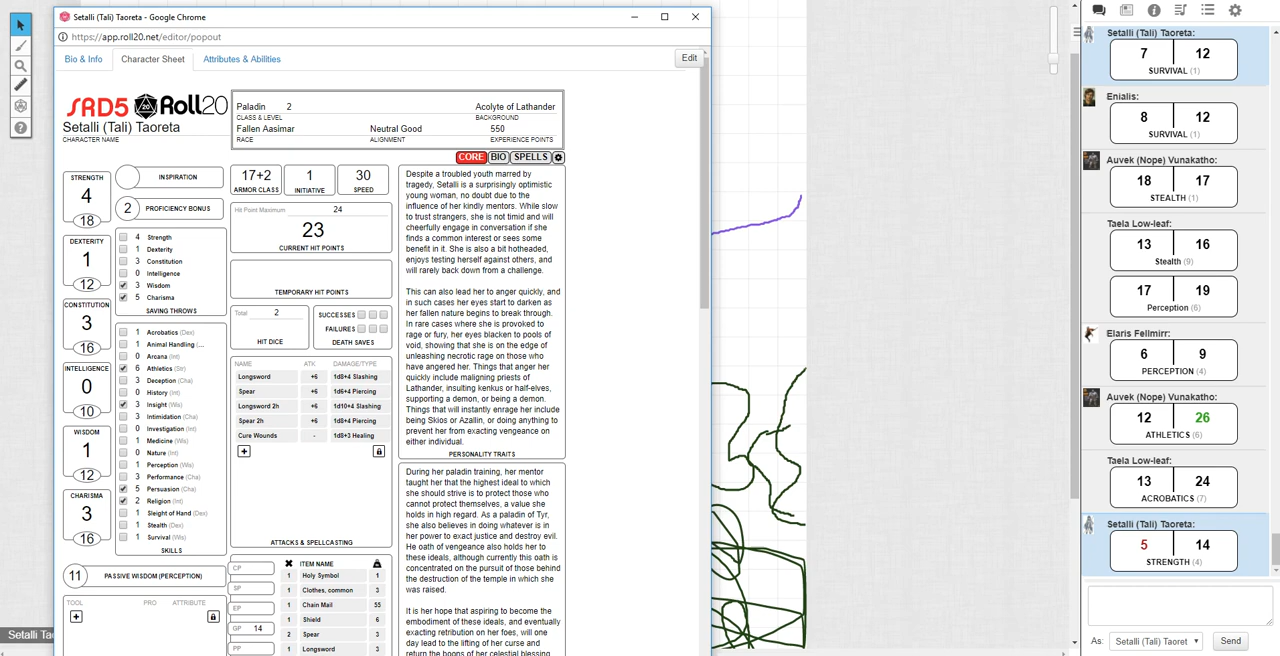 Setalli (Tali) Taoreta - Google Chrome
https://app.roll20.net/editor/popout
Bio & Info
Character Sheet
Attributes & Abilities
Edit
SRD5 Roll20
Setalli (Tali) Taoreta
CHARACTER NAME
Paladin 2
CLASS & LEVEL
Acolyte of Lathander
BACKGROUND
Fallen Aasimar
RACE
Neutral Good
ALIGNMENT
550
EXPERIENCE POINTS
CORE BIO SPELLS
STRENGTH
4
18
DEXTERITY
1
12
CONSTITUTION
3
16
INTELLIGENCE
0
10
WISDOM
1
12
CHARISMA
3
16
INSPIRATION
2 PROFICIENCY BONUS
4 Strength
1 Dexterity
3 Constitution
0 Intelligence
3 Wisdom
5 Charisma
SAVING THROWS
1 Acrobatics (Dex)
1 Animal Handling (...
0 Arcana (Int)
6 Athletics (Str)
3 Deception (Cha)
0 History (Int)
3 Insight (Wis)
3 Intimidation (Cha)
0 Investigation (Int)
1 Medicine (Wis)
0 Nature (Int)
1 Perception (Wis)
3 Performance (Cha)
5 Persuasion (Cha)
2 Religion (Int)
1 Sleight of Hand (Dex)
1 Stealth (Dex)
1 Survival (Wis)
SKILLS
11 PASSIVE WISDOM (PERCEPTION)
TOOL PRO ATTRIBUTE
17+2
ARMOR CLASS
1
INITIATIVE
30
SPEED
Hit Point Maximum 24
23
CURRENT HIT POINTS
TEMPORARY HIT POINTS
Total 2
HIT DICE
SUCCESSES
FAILURES
DEATH SAVES
NAME ATK DAMAGE/TYPE
Longsword +6 1d8+4 Slashing
Spear +6 1d6+4 Piercing
Longsword 2h +6 1d10+4 Slashing
Spear 2h +6 1d8+4 Piercing
Cure Wounds - 1d8+3 Healing
ATTACKS & SPELLCASTING
CP
SP
EP
GP 14
PP
ITEM NAME
1 Holy Symbol 1
1 Clothes, common 3
1 Chain Mail 55
1 Shield 6
2 Spear 3
1 Longsword 3
Despite a troubled youth marred by
tragedy, Setalli is a surprisingly optimistic
young woman, no doubt due to the
influence of her kindly mentors. While slow
to trust strangers, she is not timid and will
cheerfully engage in conversation if she
finds a common interest or sees some
benefit in it. She is also a bit hotheaded,
enjoys testing herself against others, and
will rarely back down from a challenge.
This can also lead her to anger quickly, and
in such cases her eyes start to darken as
her fallen nature begins to break through.
In rare cases where she is provoked to
rage or fury, her eyes blacken to pools of
void, showing that she is on the edge of
unleashing necrotic rage on those who
have angered her. Things that anger her
quickly include maligning priests of
Lathander, insulting kenkus or half-elves,
supporting a demon, or being a demon.
Things that will instantly enrage her include
being Skios or Azallin, or doing anything to
prevent her from exacting vengeance on
either individual.
PERSONALITY TRAITS
During her paladin training, her mentor
taught her that the highest ideal to which
she should strive is to protect those who
cannot protect themselves, a value she
holds in high regard. As a paladin of Tyr,
she also believes in doing whatever is in
her power to exact justice and destroy evil.
He oath of vengeance also holds her to
these ideals, although currently this oath is
concentrated on the pursuit of those behind
the destruction of the temple in which she
was raised.
It is her hope that aspiring to become the
embodiment of these ideals, and eventually
exacting retribution on her foes, will one
day lead to the lifting of her curse and
return the boons of her celestial blessing
Setalli Tao
Setalli (Tali) Taoreta:
7 12
SURVIVAL (1)
Enialis:
8 12
SURVIVAL (1)
Auvek (Nope) Vunakatho:
18 17
STEALTH (1)
Taela Low-leaf:
13 16
Stealth (9)
17 19
Perception (6)
Elaris Fellmirr:
6 9
PERCEPTION (4)
Auvek (Nope) Vunakatho:
12 26
ATHLETICS (6)
Taela Low-leaf:
13 24
ACROBATICS (7)
Setalli (Tali) Taoreta:
5 14
STRENGTH (4)
As: Setalli (Tali) Taoret Send